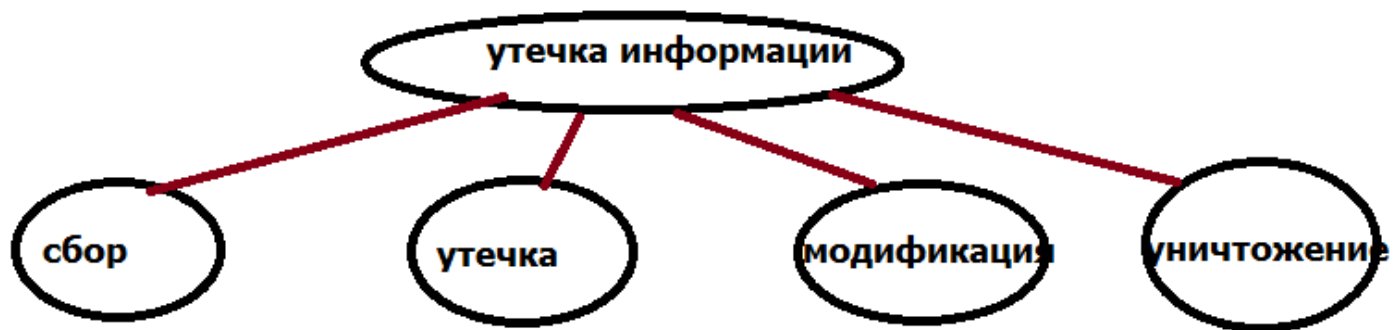 утечка информации
сбор
утечка
модификация
уничтожение